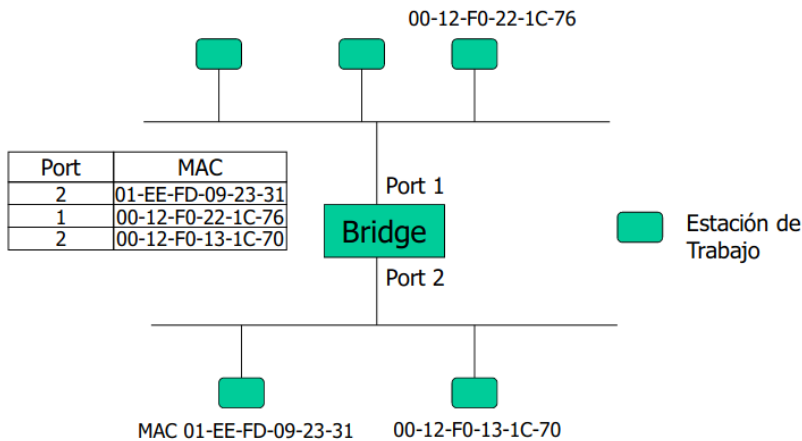 00-12-F0-22-1C-76
Port MAC
2 01-EE-FD-09-23-31
1 00-12-F0-22-1C-76
2 00-12-F0-13-1C-70
Port 1
Bridge
Port 2
Estación de
Trabajo
MAC 01-EE-FD-09-23-31
00-12-F0-13-1C-70